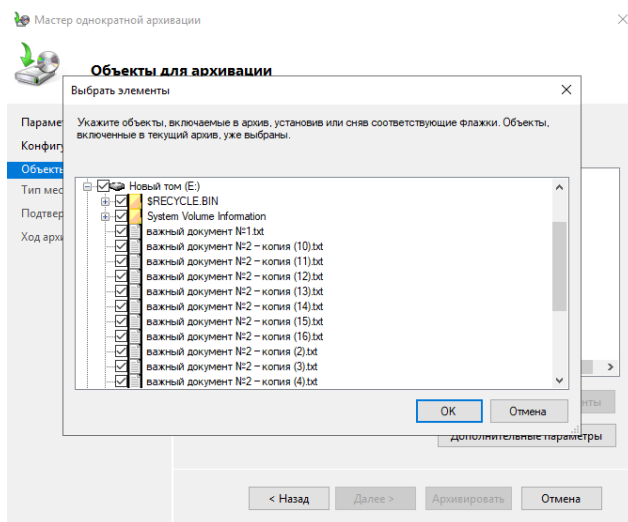 Мастер однократной архивации
Объекты для архивации
Выбрать элементы
Укажите объекты, включаемые в архив, установив или сняв соответствующие флажки. Объекты,
включенные в текущий архив, уже выбраны.
Конфиг
Объекты
Тип мес
Подтвер
Ход архи
Новый том (E:)
$RECYCLE.BIN
System Volume Information
важный документ №1.txt
важный документ №2 – копия (10).txt
важный документ №2 – копия (11).txt
важный документ №2 – копия (12).txt
важный документ №2 – копия (13).txt
важный документ №2 – копия (14).txt
важный документ №2 – копия (15).txt
важный документ №2 – копия (16).txt
важный документ №2 – копия (2).txt
важный документ №2 – копия (3).txt
важный документ №2 – копия (4).txt
OK
Отмена
нты
Дополнительные параметры
< Назад
Далее >
Архивировать
Отмена